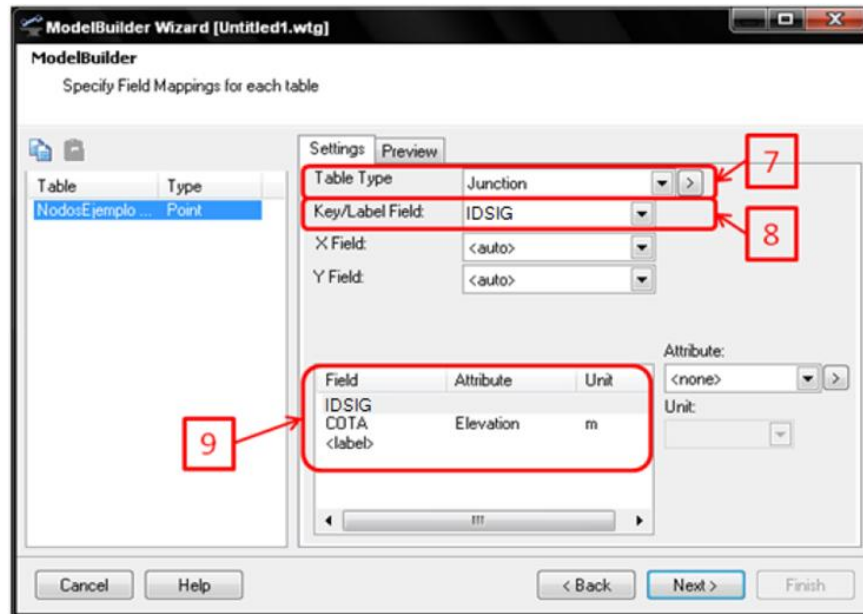 ModelBuilder Wizard [Untitled1.wtg]
ModelBuilder
Specify Field Mappings for each table
Settings Preview
Table Type
Junction
>
7
Table Type
NodosEjemplo ... Point
Key/Label Field: IDSIG
8
X Field: <auto>
Y Field: <auto>
Attribute:
<none>
>
Unit:
Field Attribute Unit
IDSIG
COTA Elevation m
<label>
9
Cancel Help < Back Next > Finish